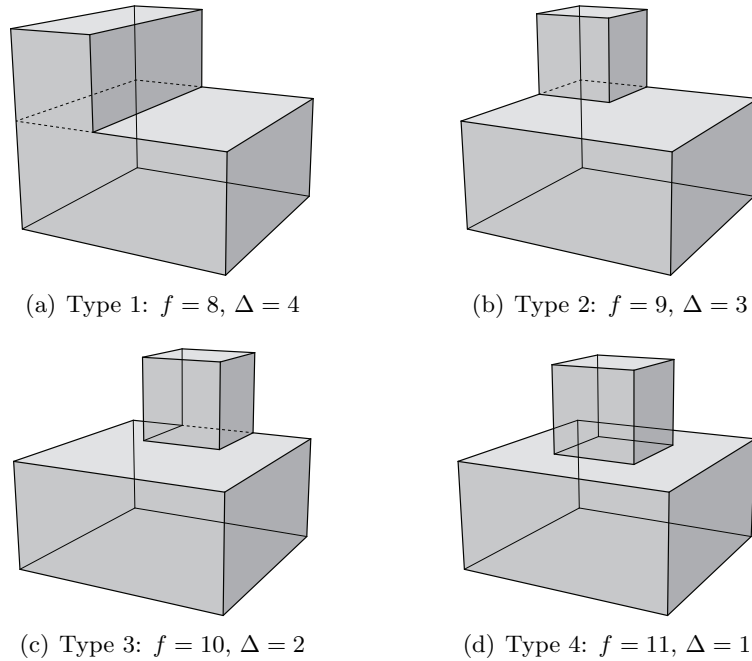 (a) Type 1: f = 8, Δ = 4
(b) Type 2: f = 9, Δ = 3
(c) Type 3: f = 10, Δ = 2
(d) Type 4: f = 11, Δ = 1